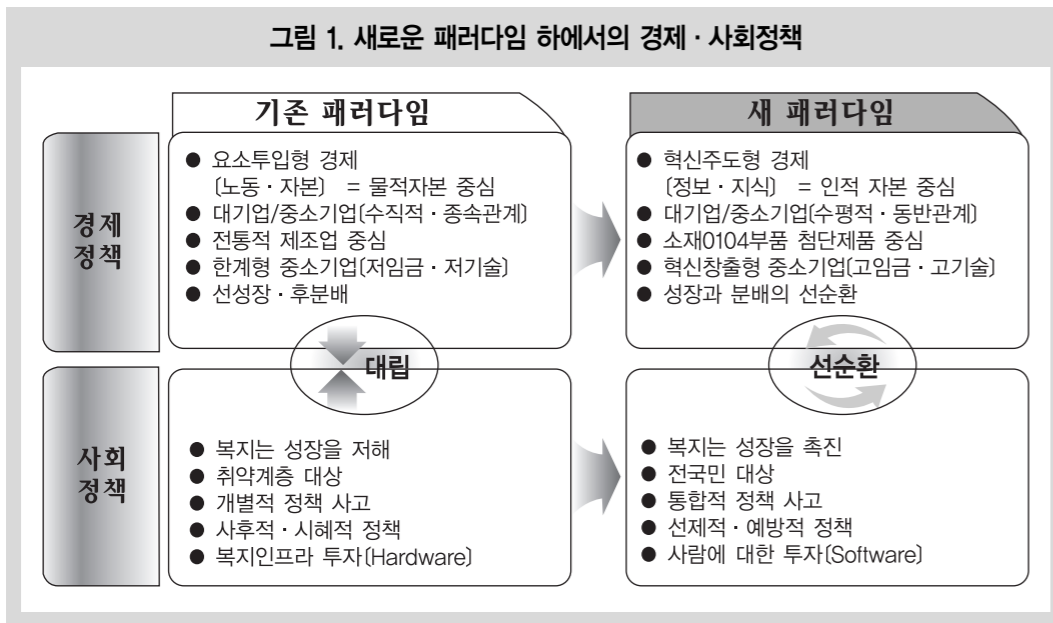 그림 1. 새로운 패러다임 하에서의 경제 · 사회정책
기존 패러다임
새 패러다임
경제
정책
● 요소투입형 경제
(노동 · 자본) = 물적자본 중심
● 대기업/중소기업(수직적 · 종속관계)
● 전통적 제조업 중심
● 한계형 중소기업(저임금 · 저기술)
● 선성장 · 후분배
● 혁신주도형 경제
(정보 · 지식) = 인적 자본 중심
● 대기업/중소기업(수평적 · 동반관계)
● 소재0104부품 첨단제품 중심
● 혁신창출형 중소기업(고임금 · 고기술)
● 성장과 분배의 선순환
대립
선순환
사회
정책
● 복지는 성장을 저해
● 취약계층 대상
● 개별적 정책 사고
● 사후적 · 시혜적 정책
● 복지인프라 투자(Hardware)
● 복지는 성장을 촉진
● 전국민 대상
● 통합적 정책 사고
● 선제적 · 예방적 정책
● 사람에 대한 투자(Software)